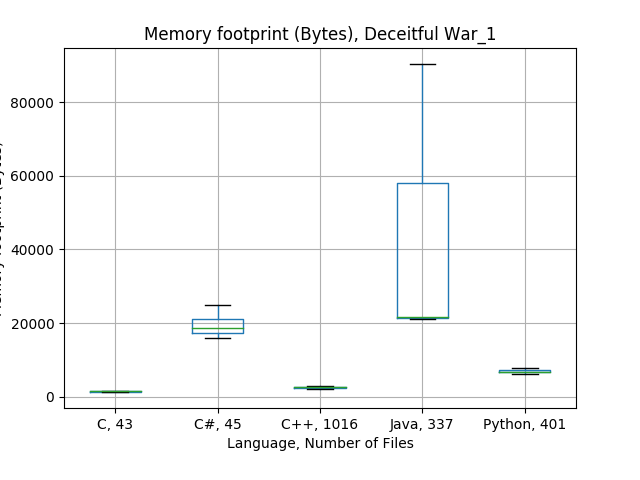 Memory footprint (Bytes), Deceitful War_1
80000
60000
40000
20000
0
C, 43
C#, 45
C++, 1016
Java, 337
Python, 401
Language, Number of Files